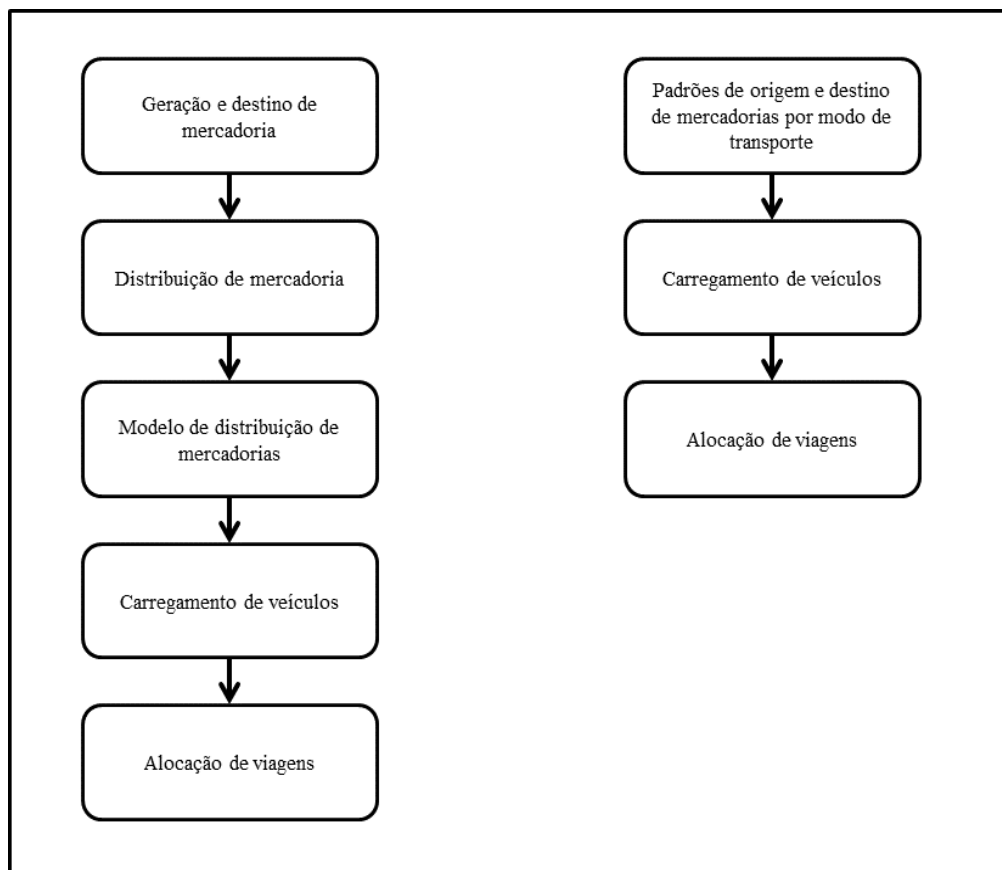 Geração e destino de
mercadoria
Distribuição de mercadoria
Modelo de distribuição de
mercadorias
Carregamento de veículos
Alocação de viagens
Padrões de origem e destino
de mercadorias por modo de
transporte
Carregamento de veículos
Alocação de viagens